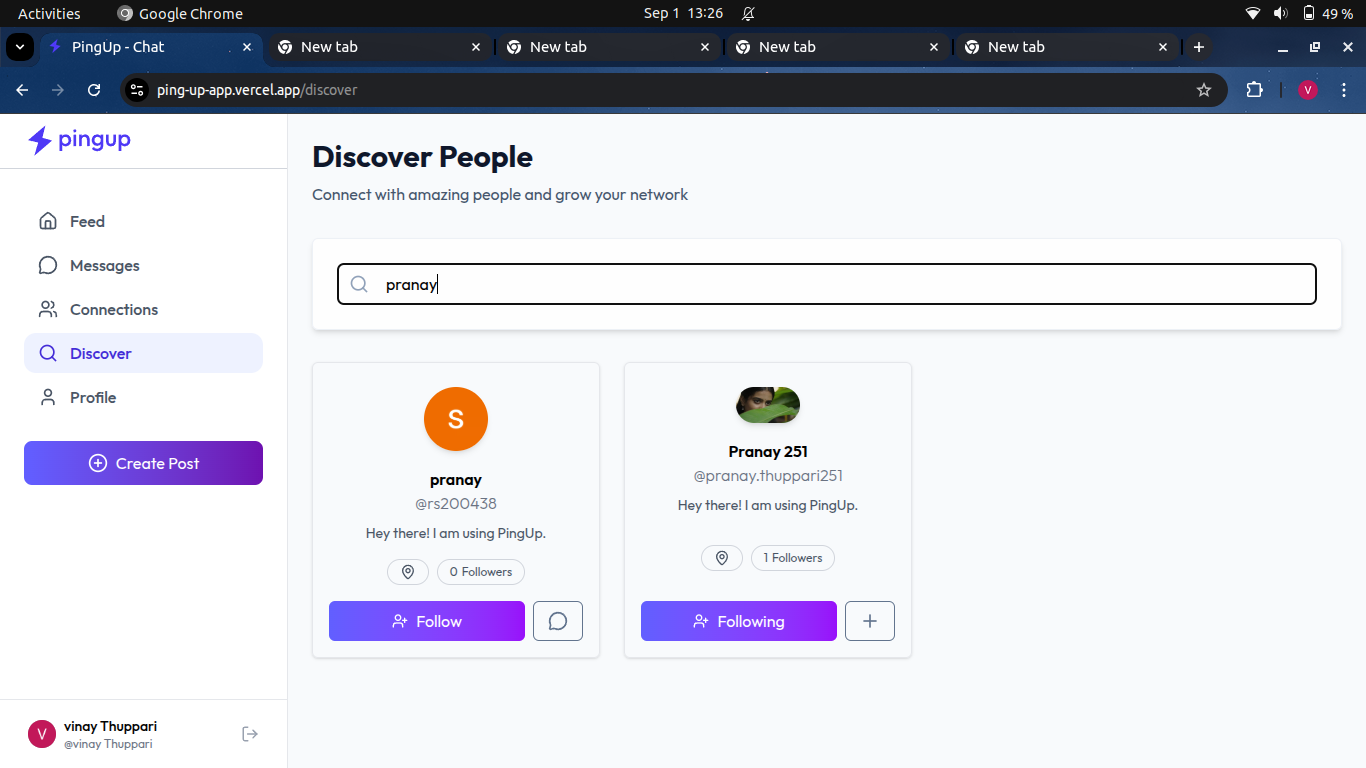 Activities Google Chrome Sep 1 13:26 49 %
PingUp - Chat New tab New tab New tab New tab
ping-up-app.vercel.app/discover V
pingup
Feed
Messages
Connections
Discover
Profile
Create Post
vinay Thuppari
V
@vinay Thuppari
Discover People
Connect with amazing people and grow your network
pranay
S
pranay
@rs200438
Hey there! I am using PingUp.
0 Followers
Follow
Pranay 251
@pranay.thuppari251
Hey there! I am using PingUp.
1 Followers
Following